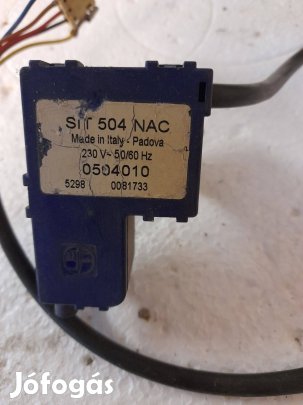 SIT 504 NAC
Made in Italy - Padova
230 V~ 50/60 Hz
0504010
5298 0081733
Jófogás